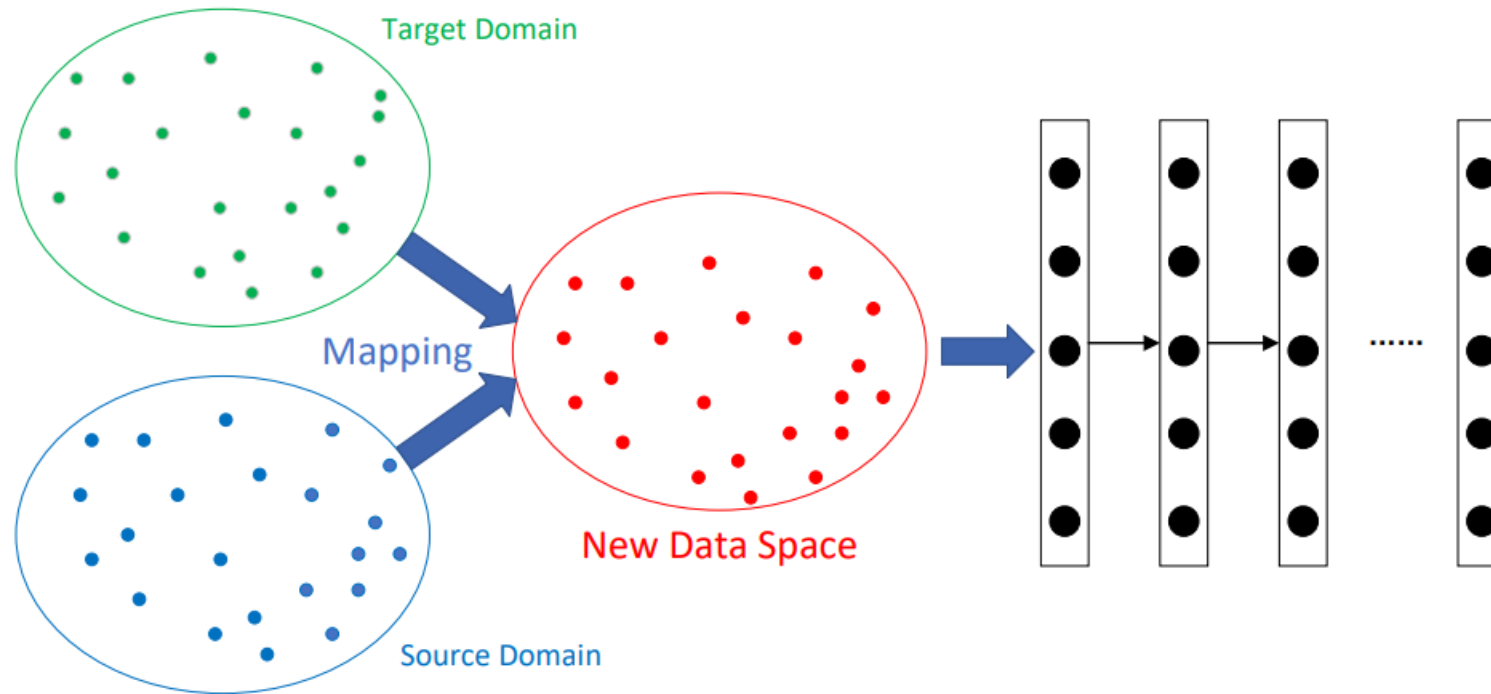 Target Domain
Mapping
New Data Space
Source Domain
......